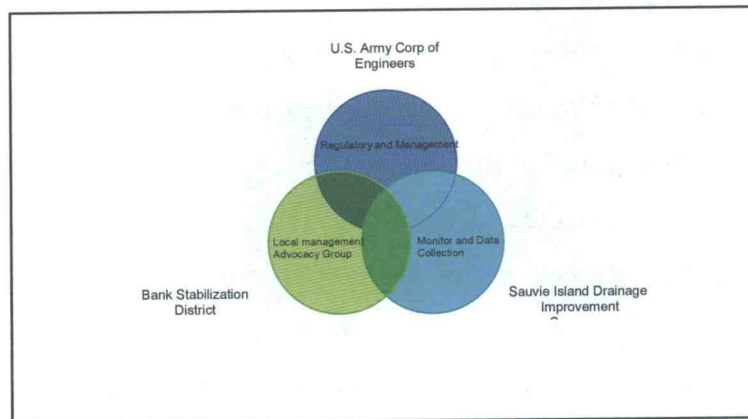 U.S. Army Corp of
Engineers
Regulatory and Management
Local management
Advocacy Group
Monitor and Data
Collection
Bank Stabilization
District
Sauvie Island Drainage
Improvement